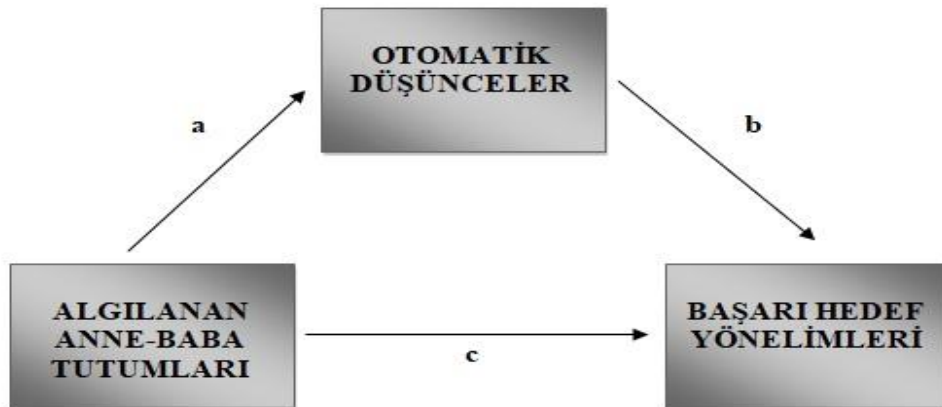 OTOMATİK
DÜŞÜNCELER
a
b
ALGILANAN
ANNE-BABA
TUTUMLARI
c
BAŞARI HEDEF
YÖNELİMLERİ